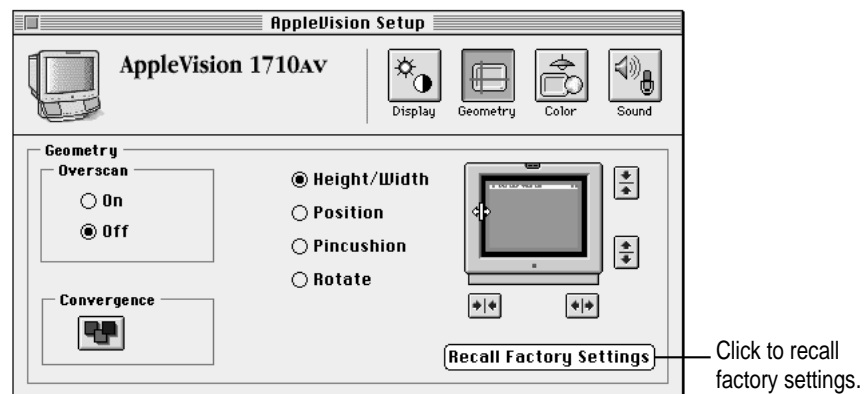 AppleVision Setup
AppleVision 1710AV
Display
Geometry
Color
Sound
Geometry
Overscan
On
Off
Height/Width
Position
Pincushion
Rotate
Convergence
Recall Factory Settings
Click to recall
factory settings.